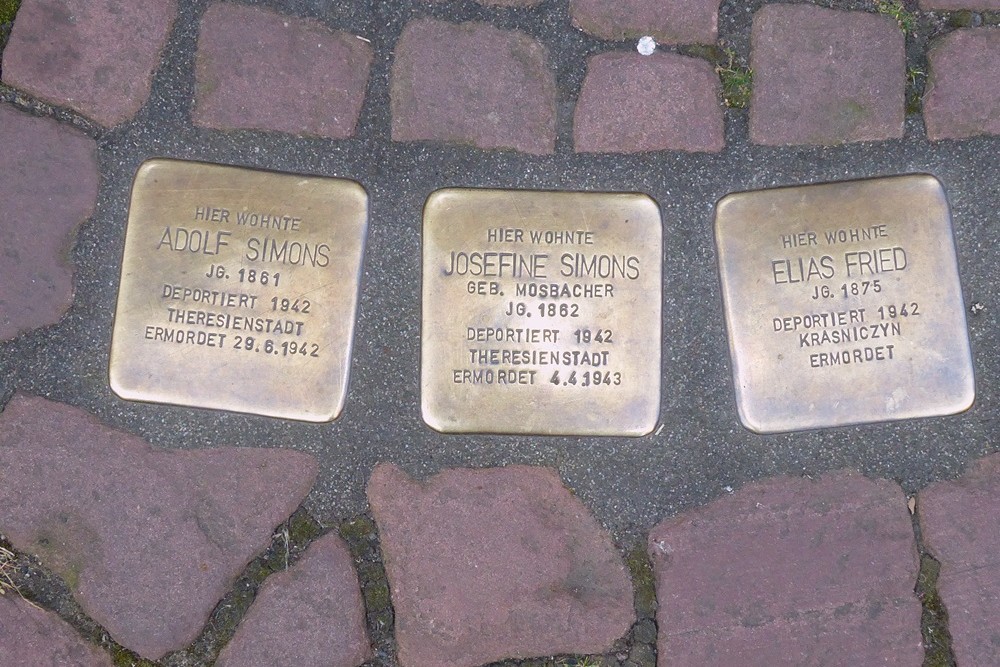 HIER WOHNTE
ADOLF SIMONS
JG. 1861
DEPORTIERT 1942
THERESIENSTADT
ERMORDET 29.6.1942
HIER WOHNTE
JOSEFINE SIMONS
GEB. MOSBACHER
JG. 1862
DEPORTIERT 1942
THERESIENSTADT
ERMORDET 4.4.1943
HIER WOHNTE
ELIAS FRIED
JG. 1875
DEPORTIERT 1942
KRASNICZYN
ERMORDET